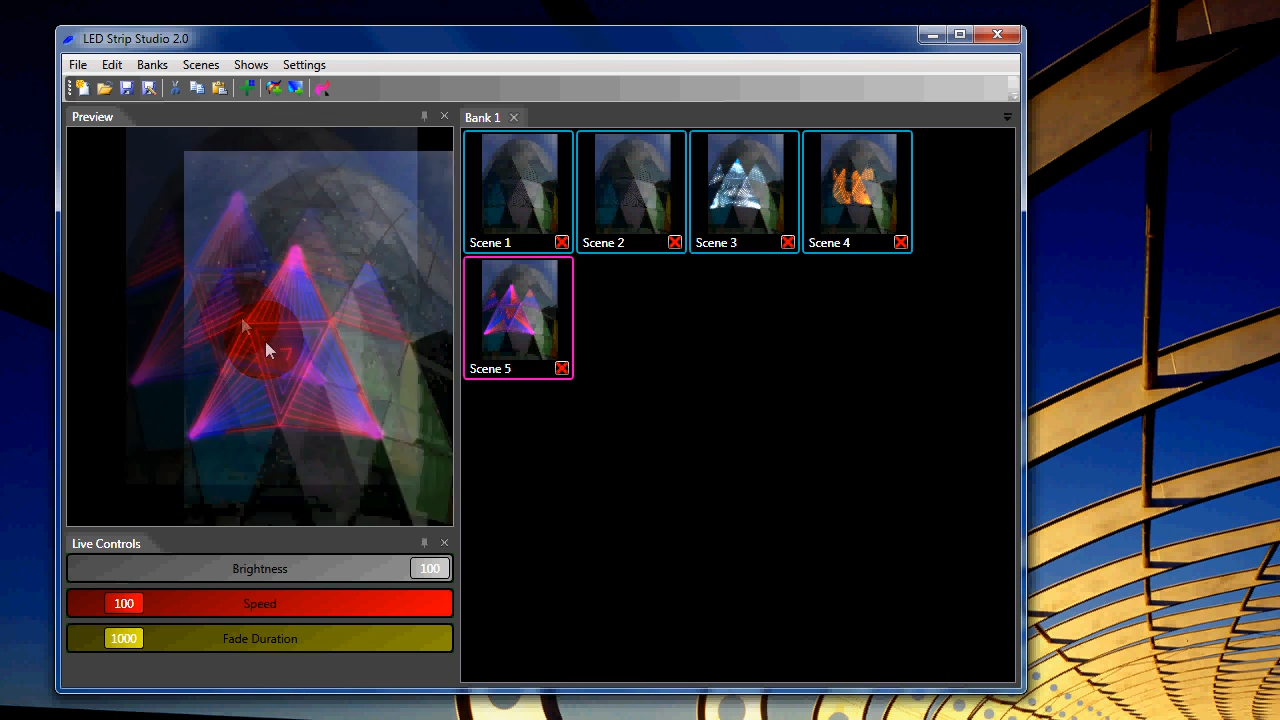 LED Strip Studio 2.0
File Edit Banks Scenes Shows Settings
Preview
Bank 1
Scene 1
Scene 2
Scene 3
Scene 4
Scene 5
Live Controls
Brightness 100
100 Speed
1000 Fade Duration